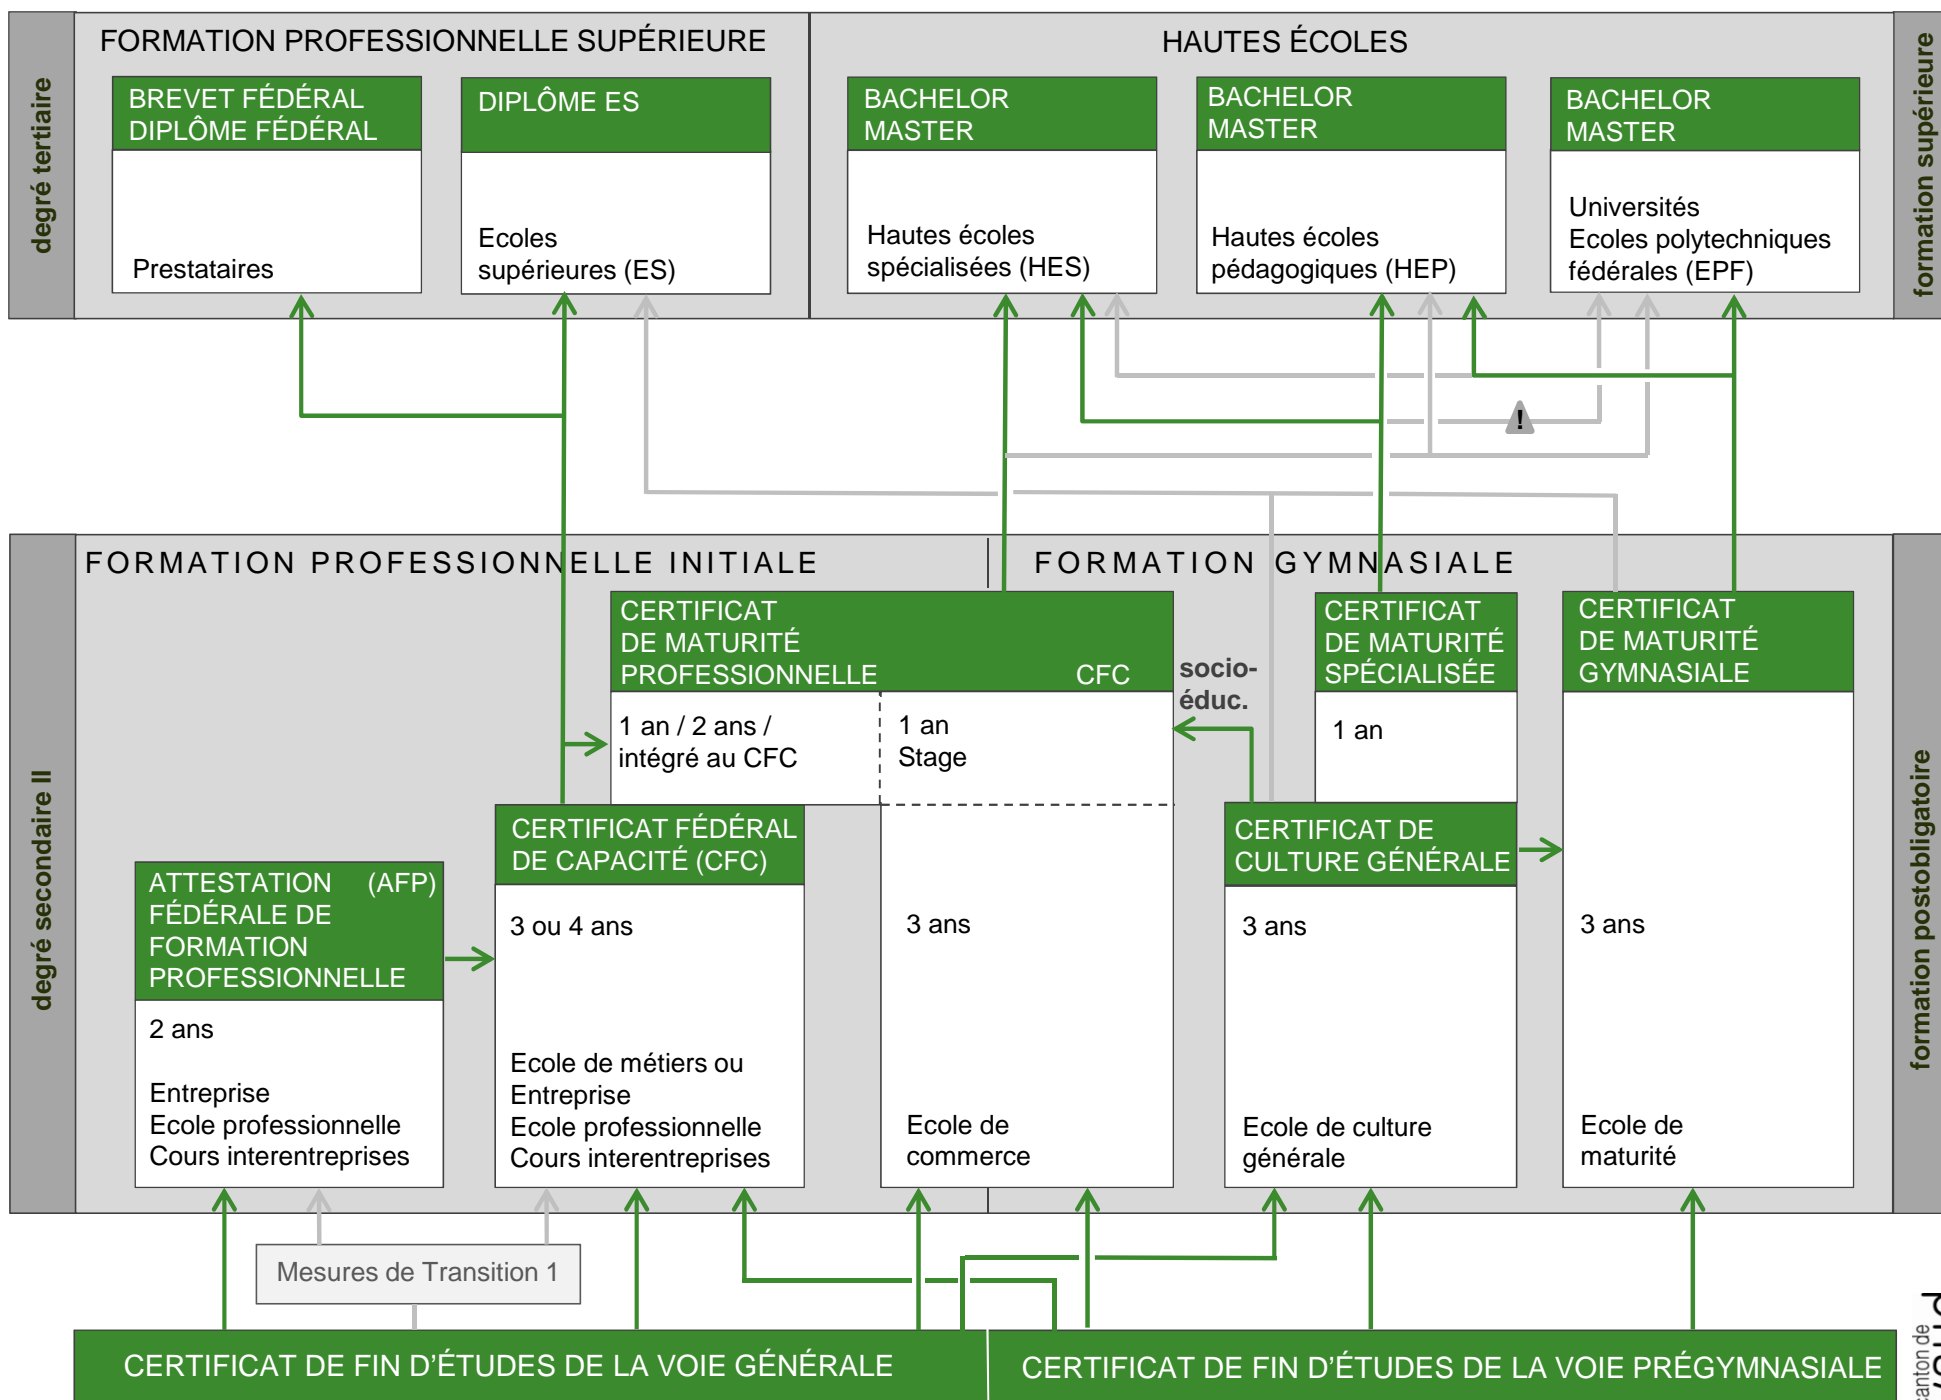 FORMATION PROFESSIONNELLE SUPÉRIEURE
HAUTES ÉCOLES
degré tertiaire
formation supérieure
BREVET FÉDÉRAL
DIPLÔME FÉDÉRAL
Prestataires
DIPLÔME ES
Ecoles
supérieures (ES)
BACHELOR
MASTER
Hautes écoles
spécialisées (HES)
BACHELOR
MASTER
Hautes écoles
pédagogiques (HEP)
BACHELOR
MASTER
Universités
Ecoles polytechniques
fédérales (EPF)
!
degré secondaire II
formation postobligatoire
FORMATION PROFESSIONNELLE INITIALE
FORMATION GYMNASIALE
CERTIFICAT
DE MATURITÉ
PROFESSIONNELLE CFC
1 an / 2 ans /
intégré au CFC
1 an
Stage
socio-
éduc.
CERTIFICAT
DE MATURITÉ
SPÉCIALISÉE
1 an
CERTIFICAT
DE MATURITÉ
GYMNASIALE
3 ans
Ecole de
maturité
ATTESTATION (AFP)
FÉDÉRALE DE
FORMATION
PROFESSIONNELLE
2 ans
Entreprise
Ecole professionnelle
Cours interentreprises
CERTIFICAT FÉDÉRAL
DE CAPACITÉ (CFC)
3 ou 4 ans
Ecole de métiers ou
Entreprise
Ecole professionnelle
Cours interentreprises
3 ans
Ecole de
commerce
CERTIFICAT DE
CULTURE GÉNÉRALE
3 ans
Ecole de culture
générale
Mesures de Transition 1
CERTIFICAT DE FIN D'ÉTUDES DE LA VOIE GÉNÉRALE
CERTIFICAT DE FIN D'ÉTUDES DE LA VOIE PRÉGYMNASIALE
canton de